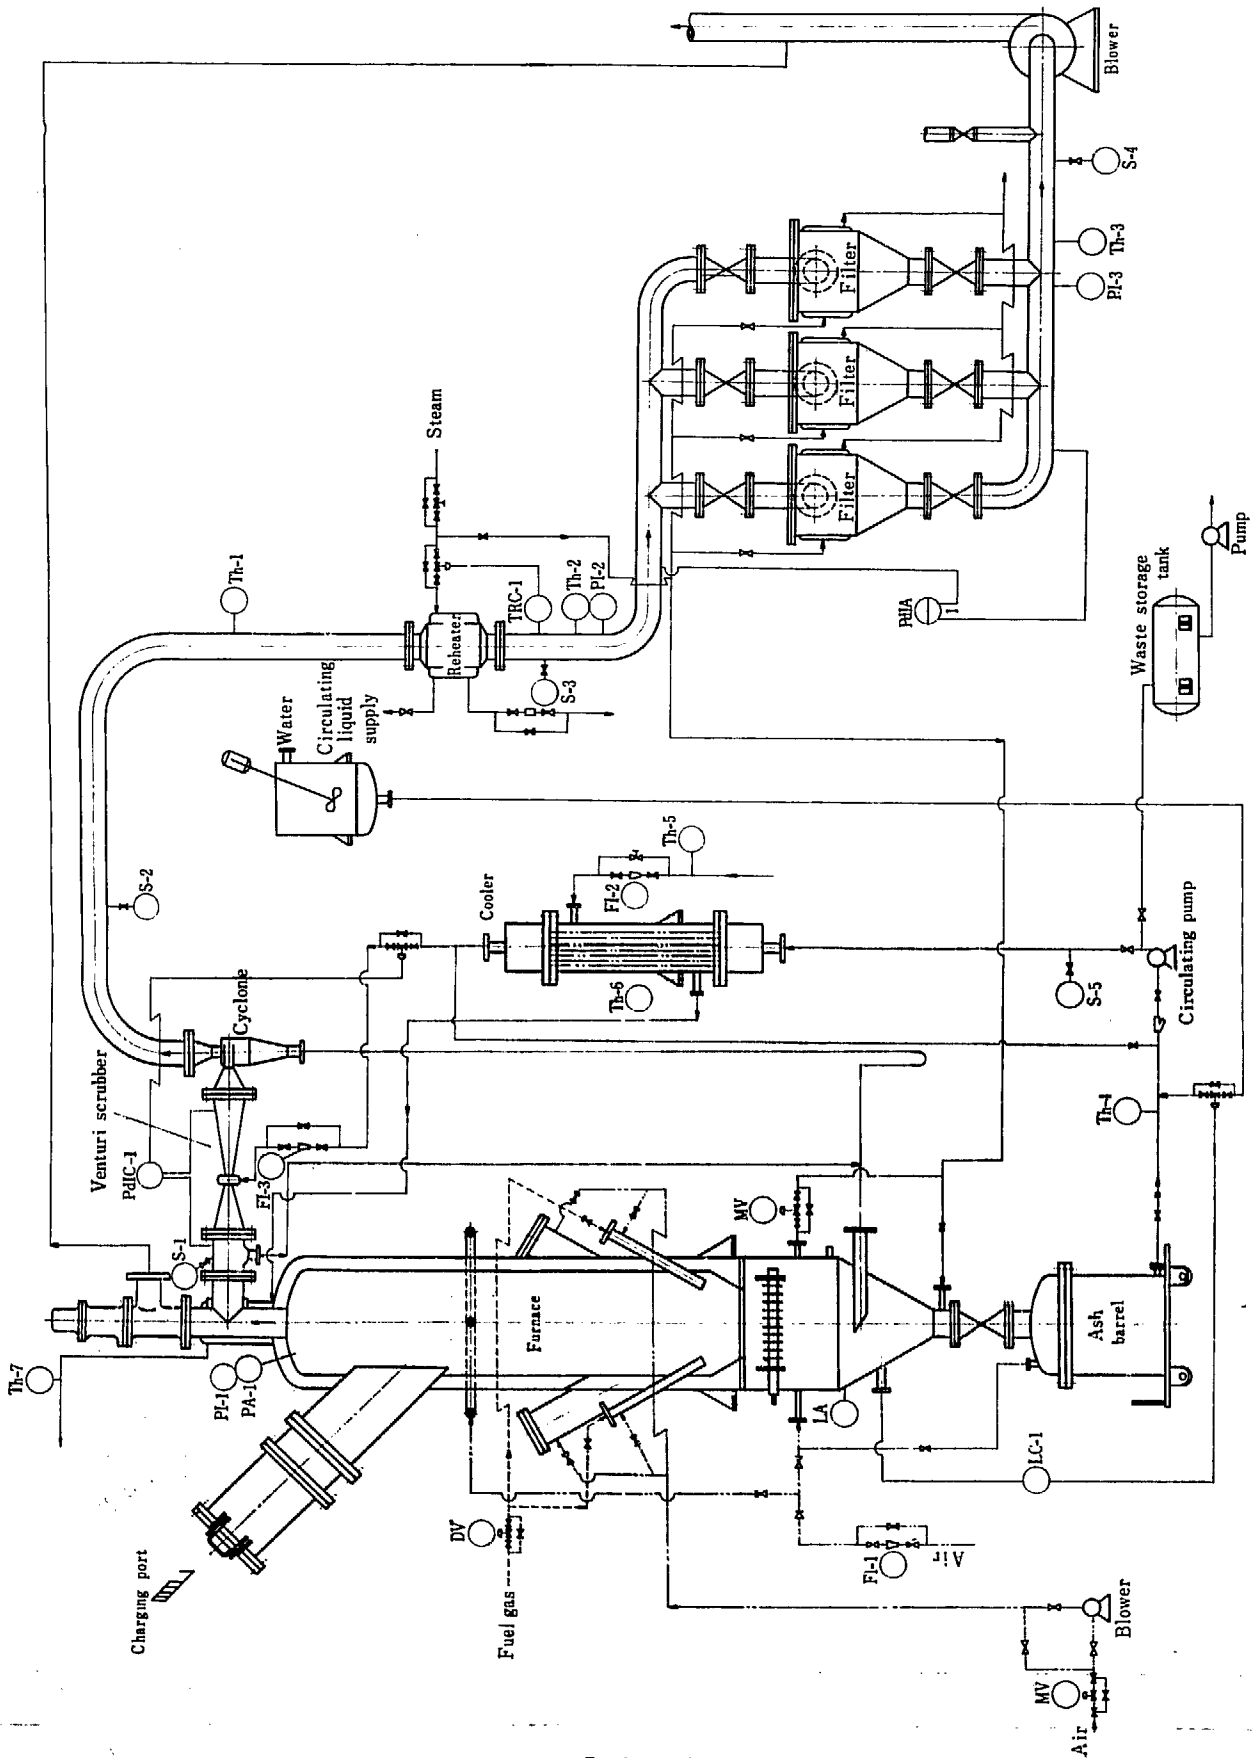 Charging port
Th-7
PI-1
PA-1
S-1
Venturi scrubber
PdIC-1
Cyclone
FI-3
S-2
Th-1
Water
Circulating
liquid
supply
Reheater
Steam
TRC-1
Th-2
PI-2
S-3
Cooler
Th-6
FI-2
Th-5
Fuel gas
DV
Furnace
MV
LA
FI-1
Air
LC-1
Ash
barrel
Th-4
S-5
Circulating pump
Waste storage
tank
Pump
PdIA
1
Filter
Filter
Filter
PI-3
Th-3
S-4
Blower
Blower
MV
Air